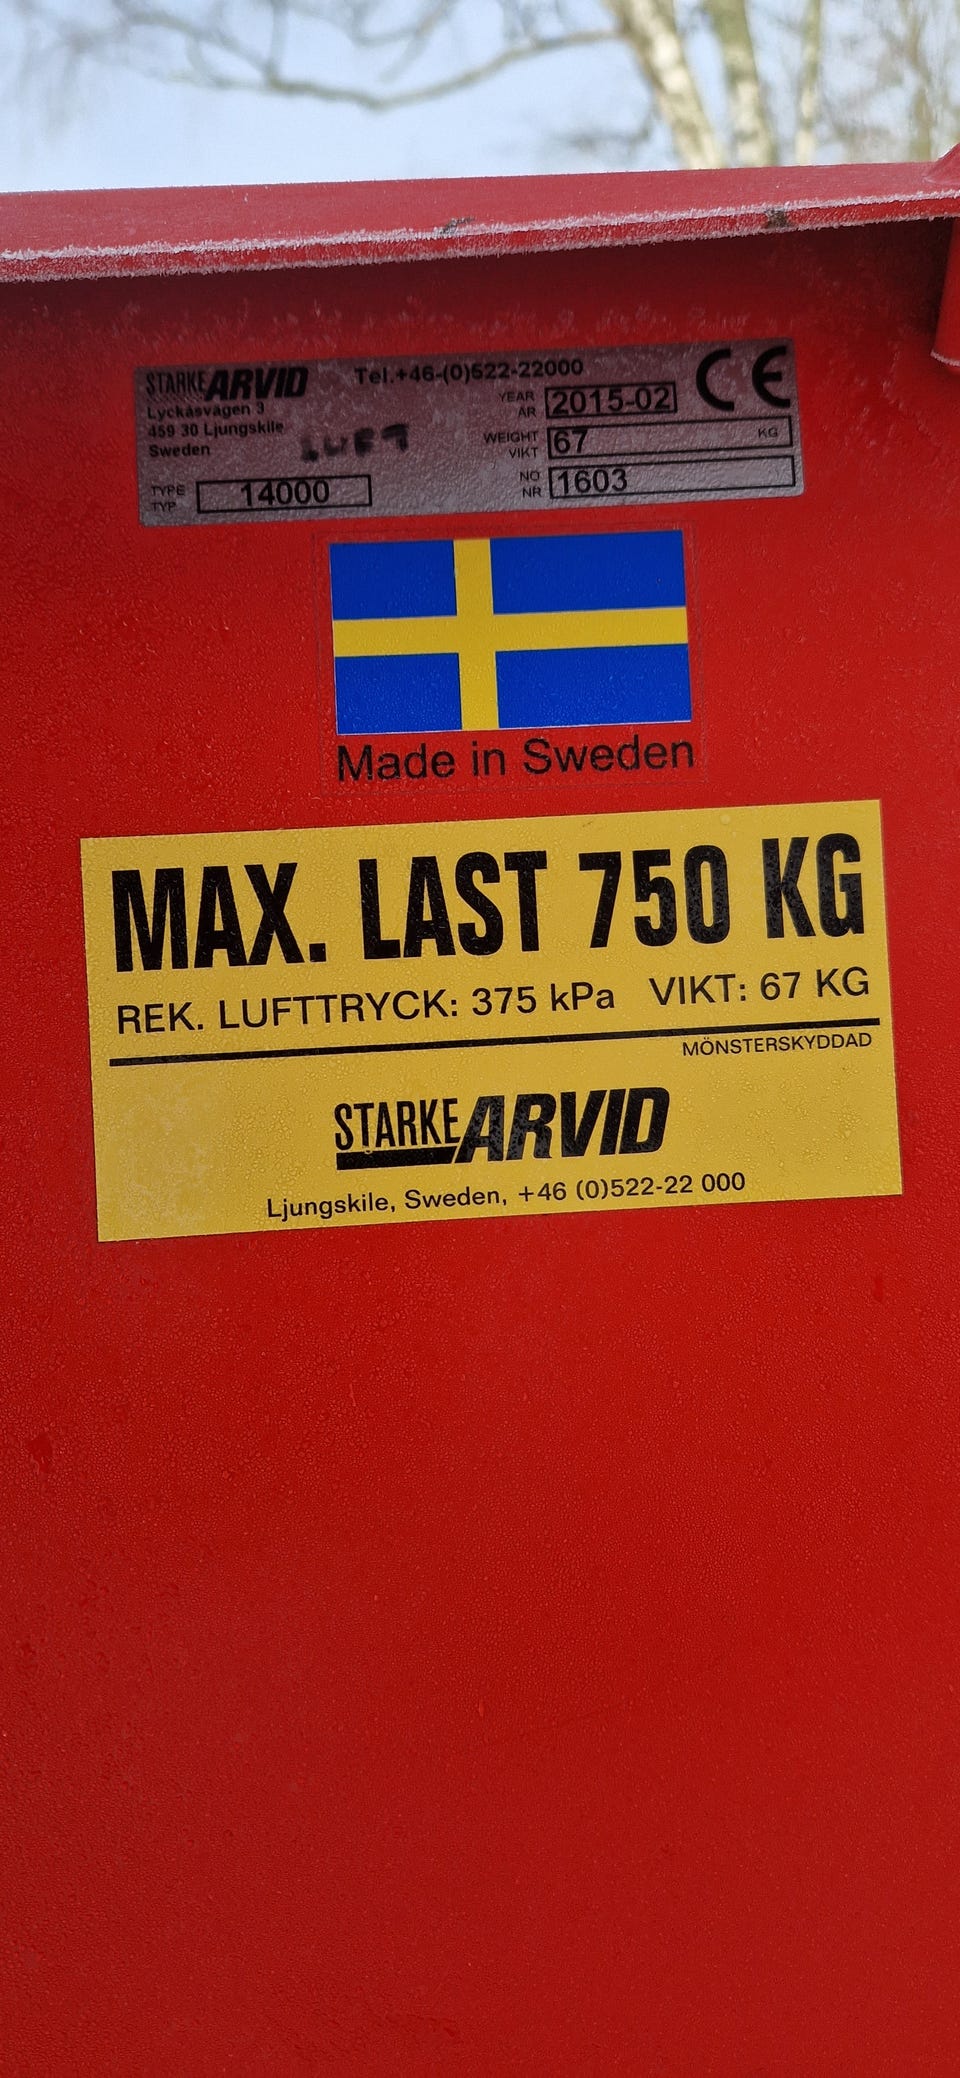 STARKE ARVID
Tel.+46-(0)522-22000
Lyckåsvägen 3
459 30 Ljungskile
Sweden
LUFT
TYPE
TYP
14000
YEAR
ÅR
2015-02
WEIGHT
VIKT
67 KG
NO
NR
1603
CE
Made in Sweden
MAX. LAST 750 KG
REK. LUFTTRYCK: 375 kPa VIKT: 67 KG
MÖNSTERSKYDDAD
STARKE ARVID
Ljungskile, Sweden, +46 (0)522-22 000